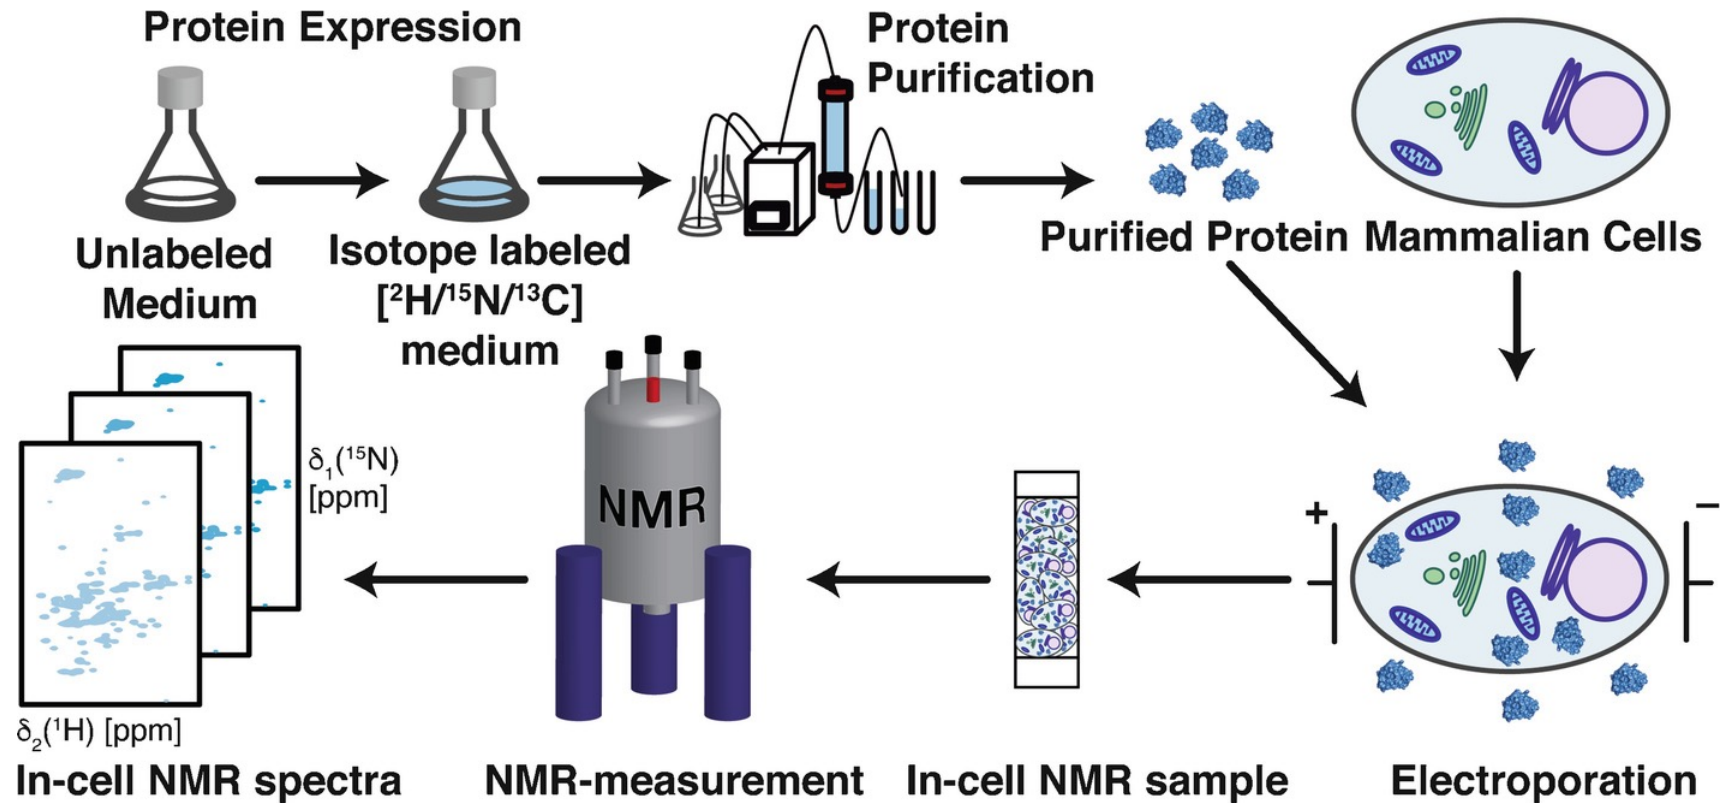 Protein Expression
Protein
Purification
Unlabeled
Medium
Isotope labeled
[²H/¹⁵N/¹³C]
medium
Purified Protein
Mammalian Cells
+
−
NMR
δ₁(¹⁵N)
[ppm]
δ₂(¹H) [ppm]
In-cell NMR spectra
NMR-measurement
In-cell NMR sample
Electroporation